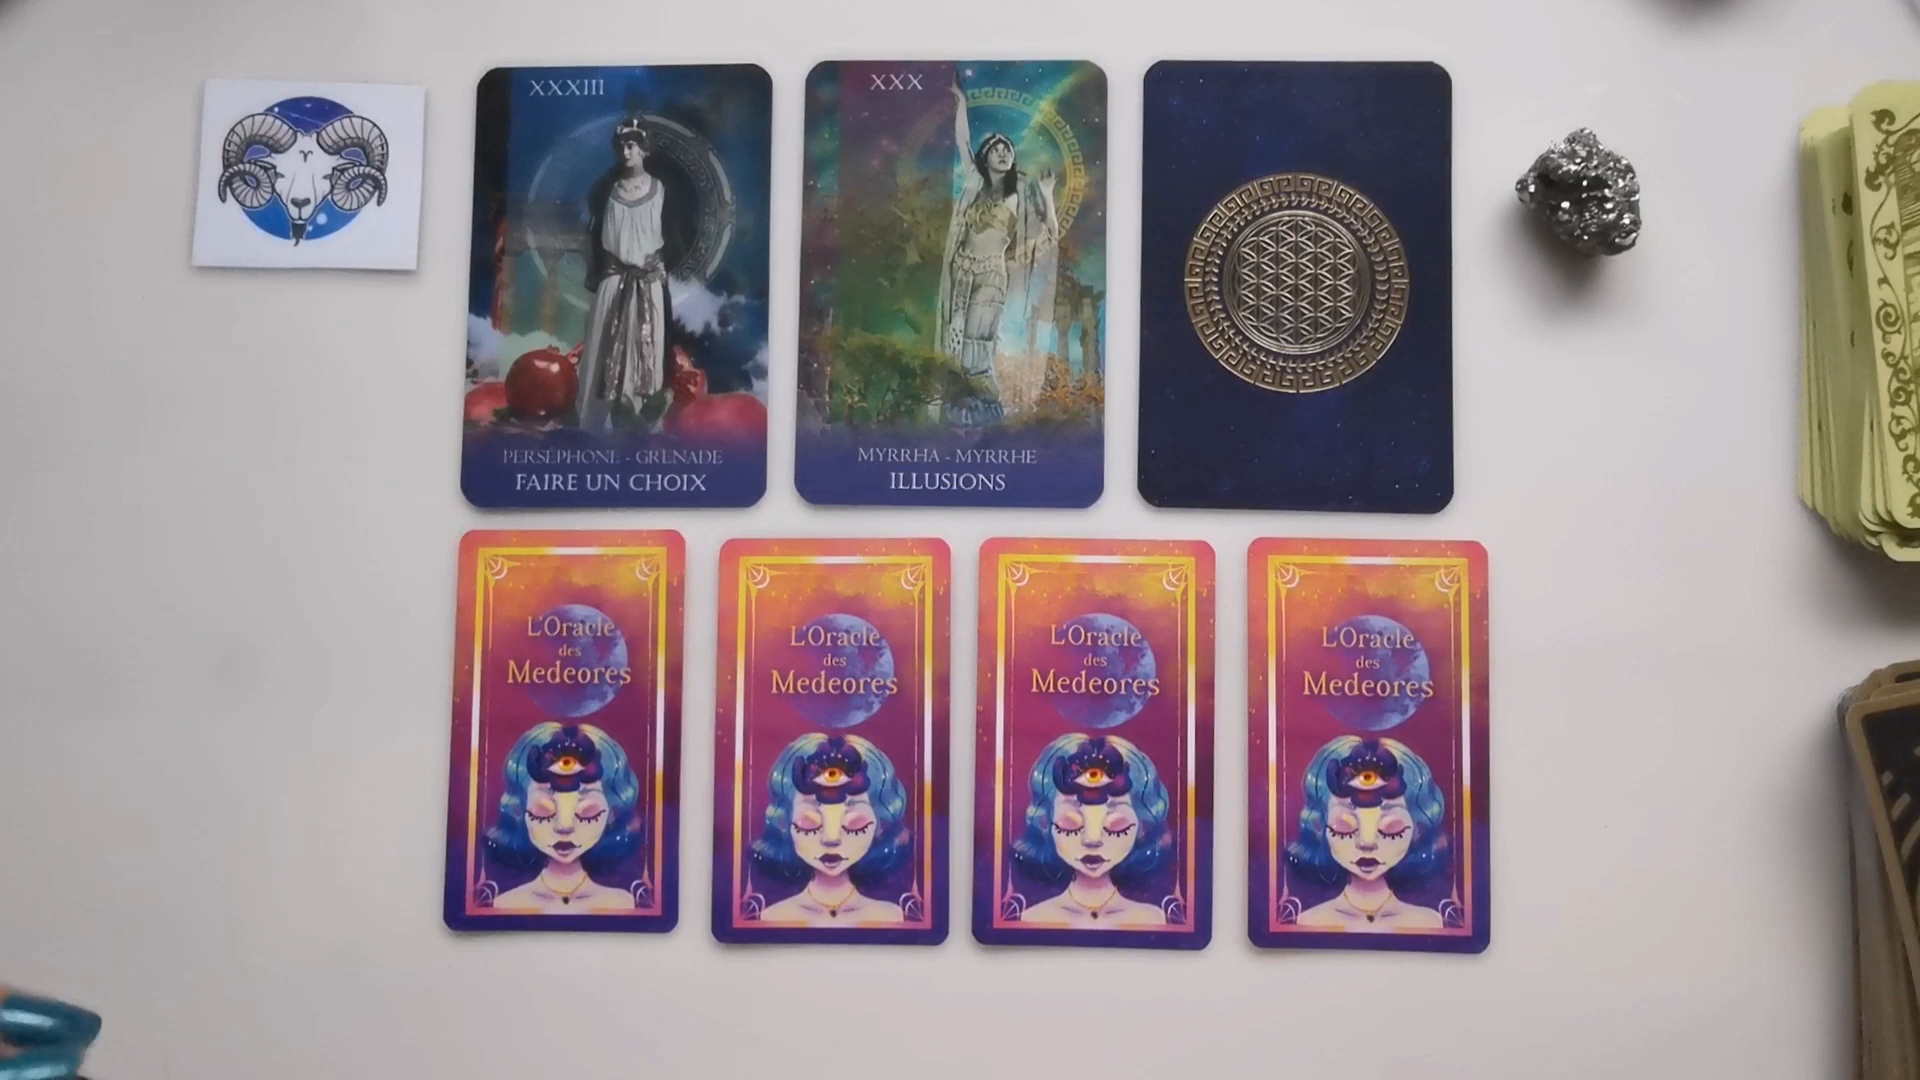 XXXIII
PERSÉPHONE - GRENADE
FAIRE UN CHOIX
XXX
MYRRHA - MYRRHE
ILLUSIONS
L'Oracle
des
Medeores
L'Oracle
des
Medeores
L'Oracle
des
Medeores
L'Oracle
des
Medeores